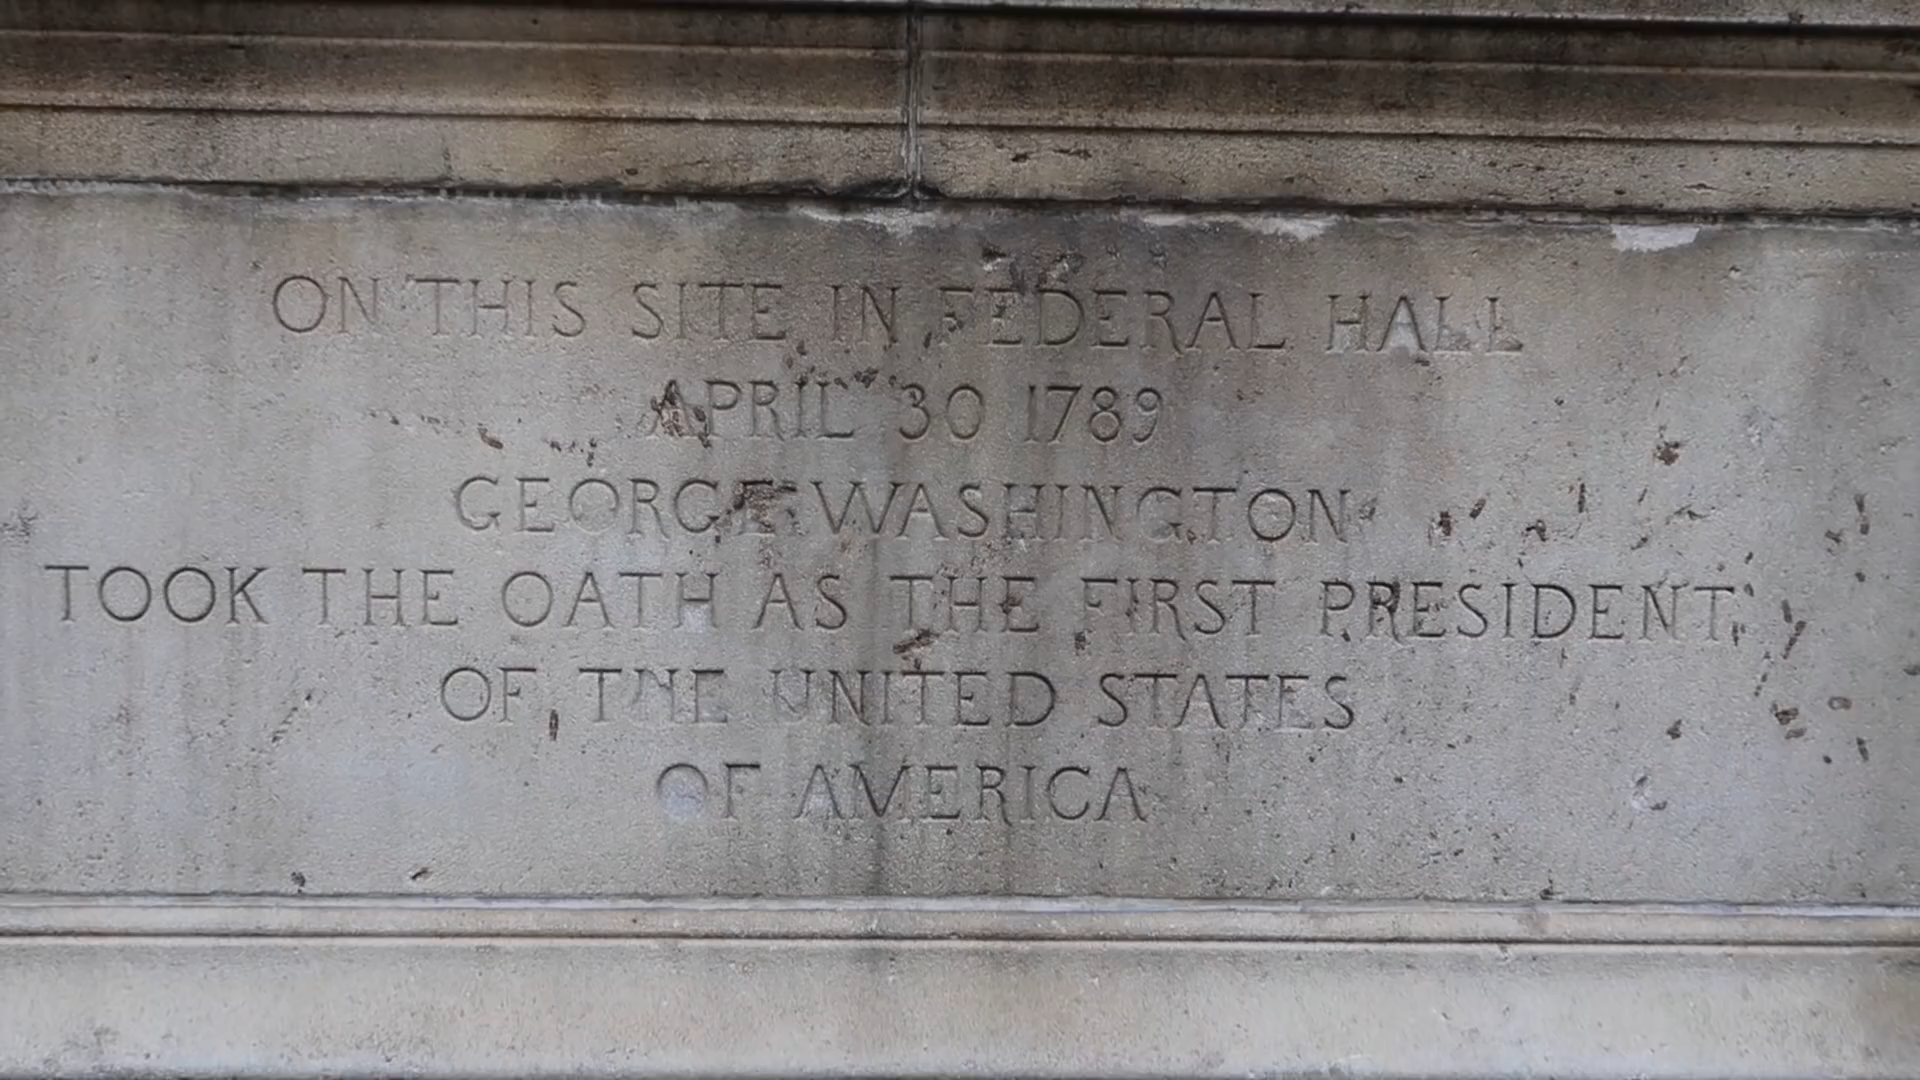 ON THIS SITE IN FEDERAL HALL
APRIL 30 1789
GEORGE WASHINGTON
TOOK THE OATH AS THE FIRST PRESIDENT
OF THE UNITED STATES
OF AMERICA